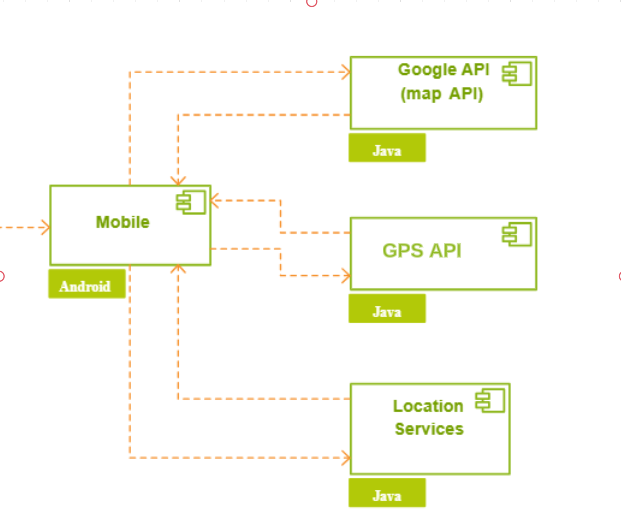 Google API
(map API)
Java
Mobile
Android
GPS API
Java
Location
Services
Java